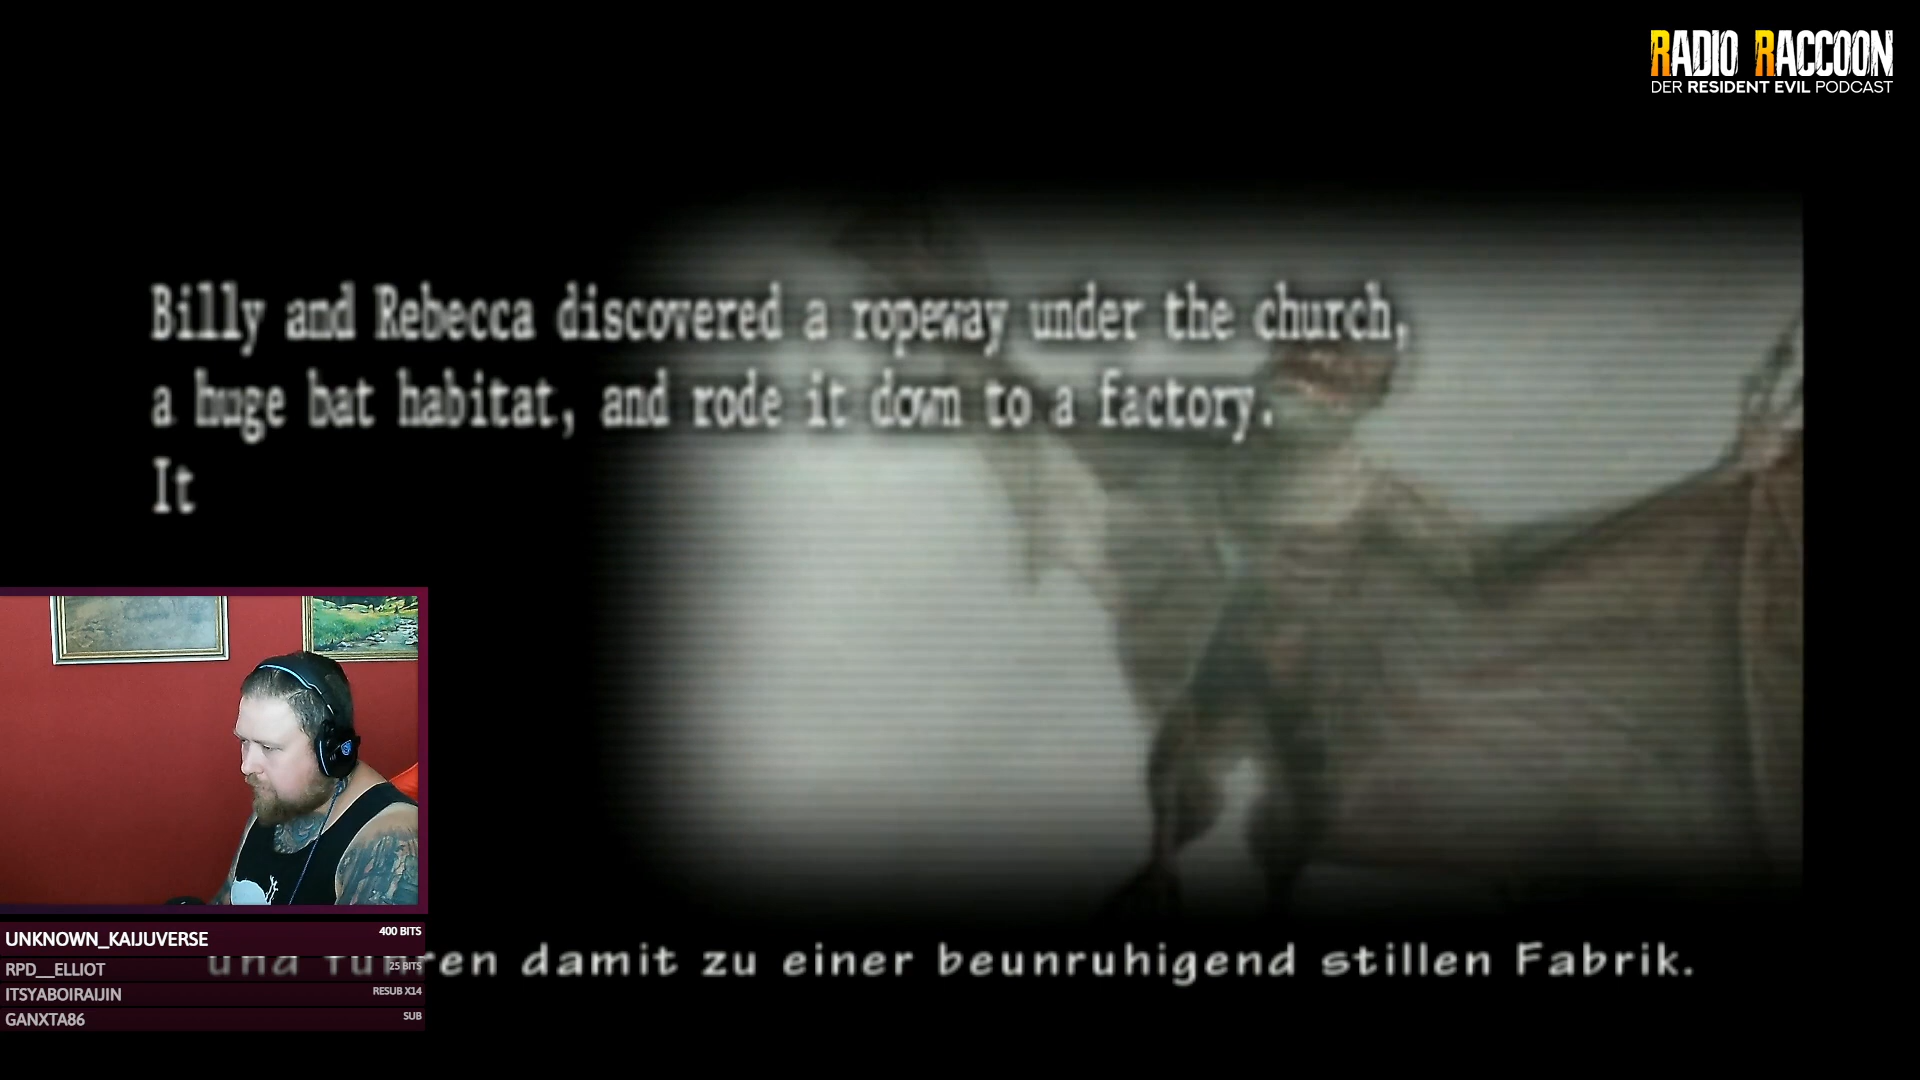 RADIO RACCOON
DER RESIDENT EVIL PODCAST
Billy and Rebecca discovered a ropeway under the church,
a huge bat habitat, and rode it down to a factory.
It
UNKNOWN_KAIJUVERSE 400 BITS
RPD__ELLIOT 25 BITS
ITSYABOIRAIJIN RESUB X14
GANXTA86 SUB
und fuhren damit zu einer beunruhigend stillen Fabrik.